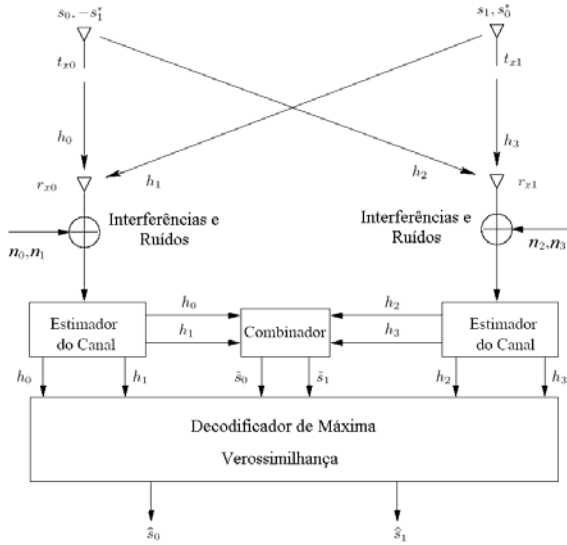 s₀, -s₁*
s₁, s₀*
tₓ₀
tₓ₁
h₀
h₁
h₂
h₃
rₓ₀
rₓ₁
Interferências e
Ruídos
Interferências e
Ruídos
n₀,n₁
n₂,n₃
Estimador
do Canal
h₀
h₁
Combinador
h₂
h₃
Estimador
do Canal
h₀
h₁
s̃₀
s̃₁
h₂
h₃
Decodificador de Máxima
Verossimilhança
ŝ₀
ŝ₁